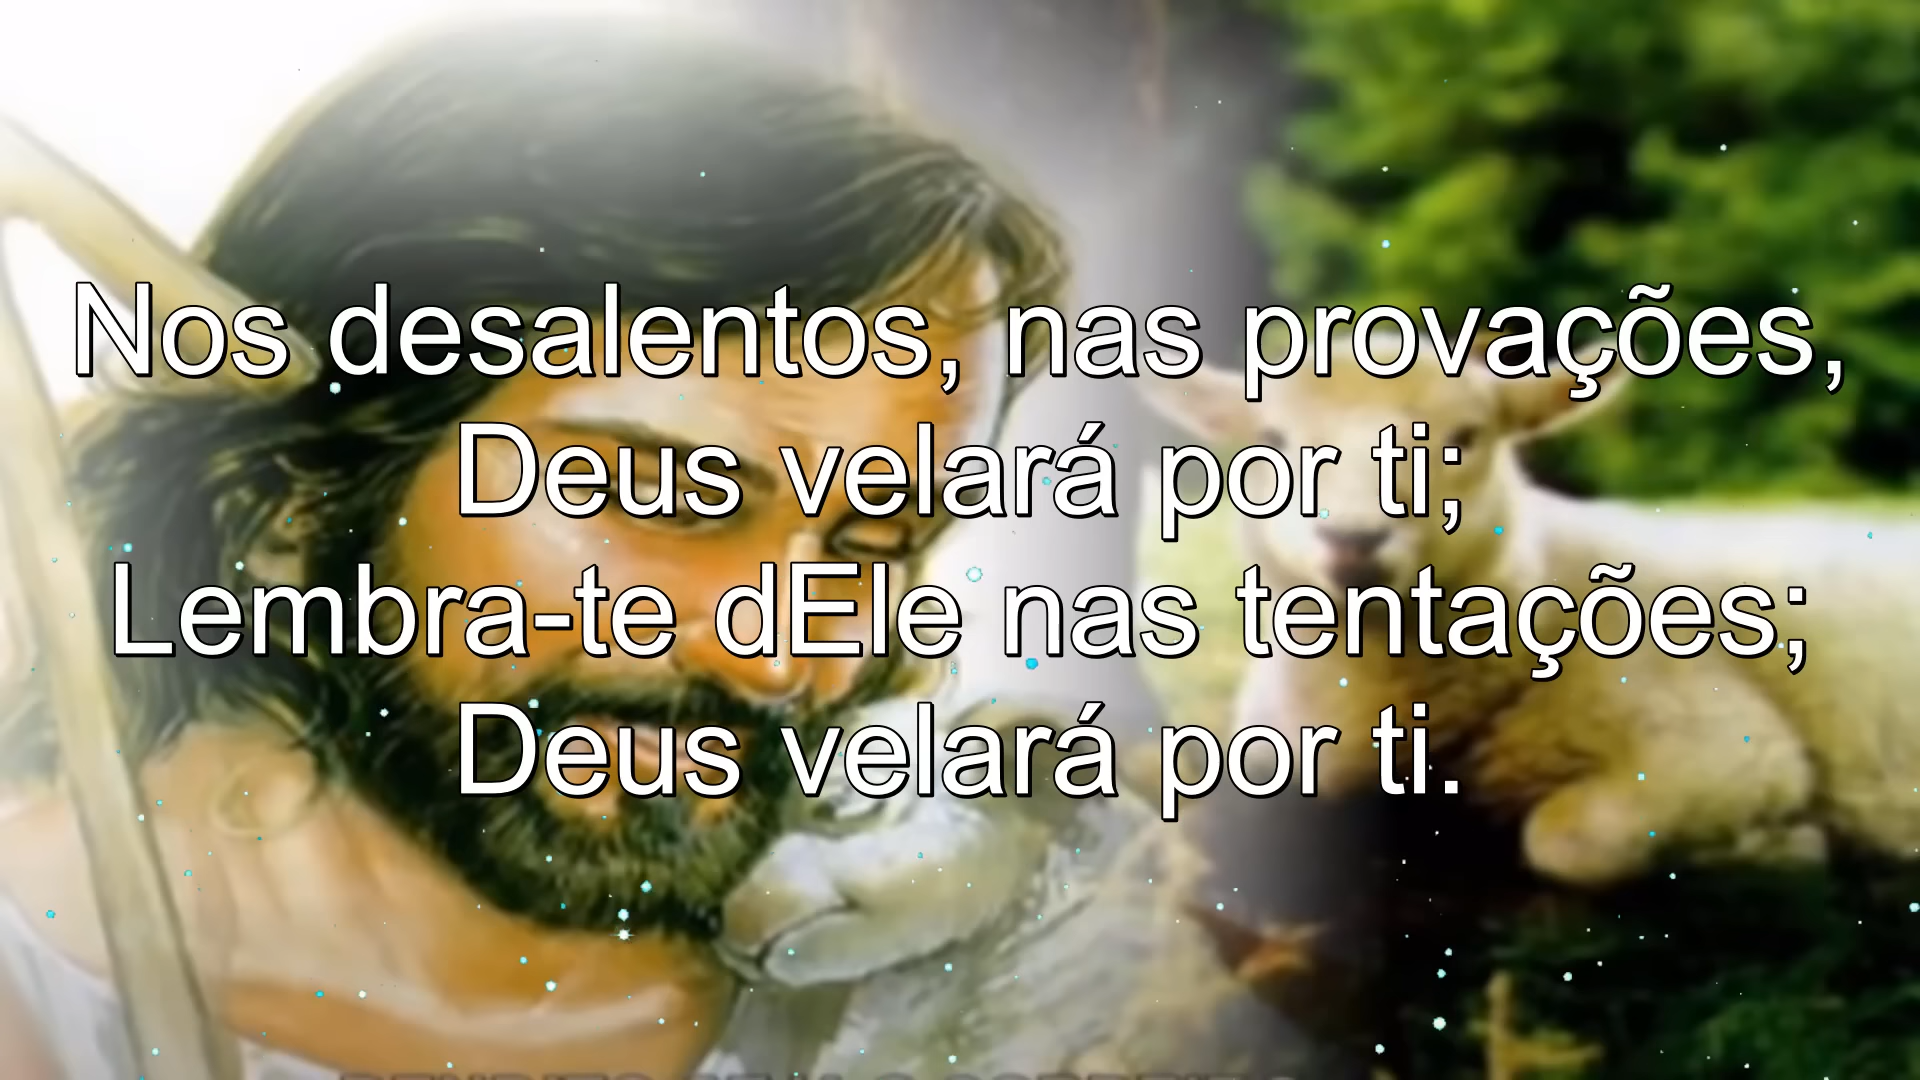 Nos desalentos, nas provações,
Deus velará por ti;
Lembra-te dEle nas tentações;
Deus velará por ti.